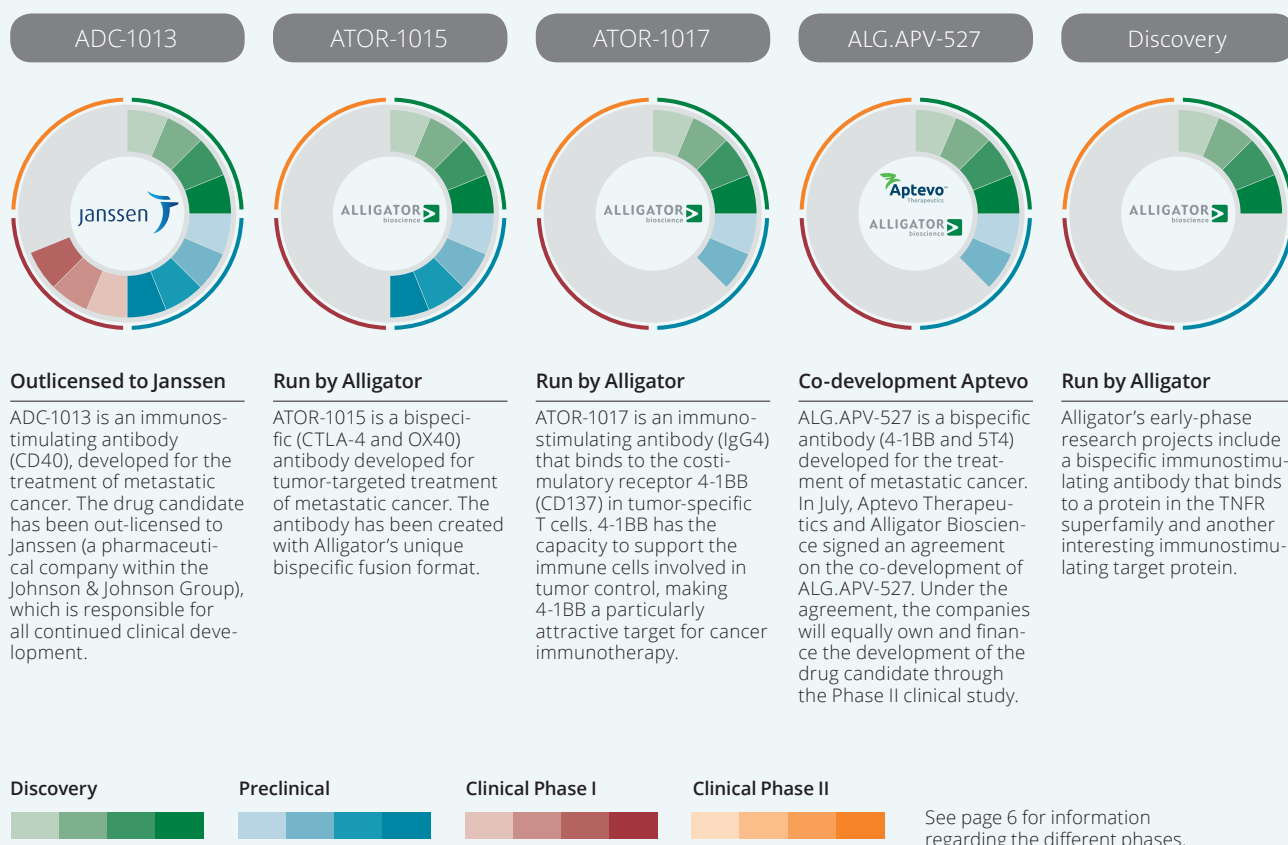 ADC-1013
ATOR-1015
ATOR-1017
ALG.APV-527
Discovery
janssen
ALLIGATOR
bioscience
ALLIGATOR
bioscience
Aptevo
Therapeutics
ALLIGATOR
bioscience
ALLIGATOR
bioscience
Outlicensed to Janssen
ADC-1013 is an immunos-
timulating antibody
(CD40), developed for the
treatment of metastatic
cancer. The drug candidate
has been out-licensed to
Janssen (a pharmaceuti-
cal company within the
Johnson & Johnson Group),
which is responsible for
all continued clinical deve-
lopment.
Run by Alligator
ATOR-1015 is a bispeci-
fic (CTLA-4 and OX40)
antibody developed for
tumor-targeted treatment
of metastatic cancer. The
antibody has been created
with Alligator's unique
bispecific fusion format.
Run by Alligator
ATOR-1017 is an immuno-
stimulating antibody (IgG4)
that binds to the costi-
mulatory receptor 4-1BB
(CD137) in tumor-specific
T cells. 4-1BB has the
capacity to support the
immune cells involved in
tumor control, making
4-1BB a particularly
attractive target for cancer
immunotherapy.
Co-development Aptevo
ALG.APV-527 is a bispecific
antibody (4-1BB and 5T4)
developed for the treat-
ment of metastatic cancer.
In July, Aptevo Therapeu-
tics and Alligator Bioscien-
ce signed an agreement
on the co-development of
ALG.APV-527. Under the
agreement, the companies
will equally own and finan-
ce the development of the
drug candidate through
the Phase II clinical study.
Run by Alligator
Alligator's early-phase
research projects include
a bispecific immunostimu-
lating antibody that binds
to a protein in the TNFR
superfamily and another
interesting immunostimu-
lating target protein.
Discovery
Preclinical
Clinical Phase I
Clinical Phase II
See page 6 for information
regarding the different phases.